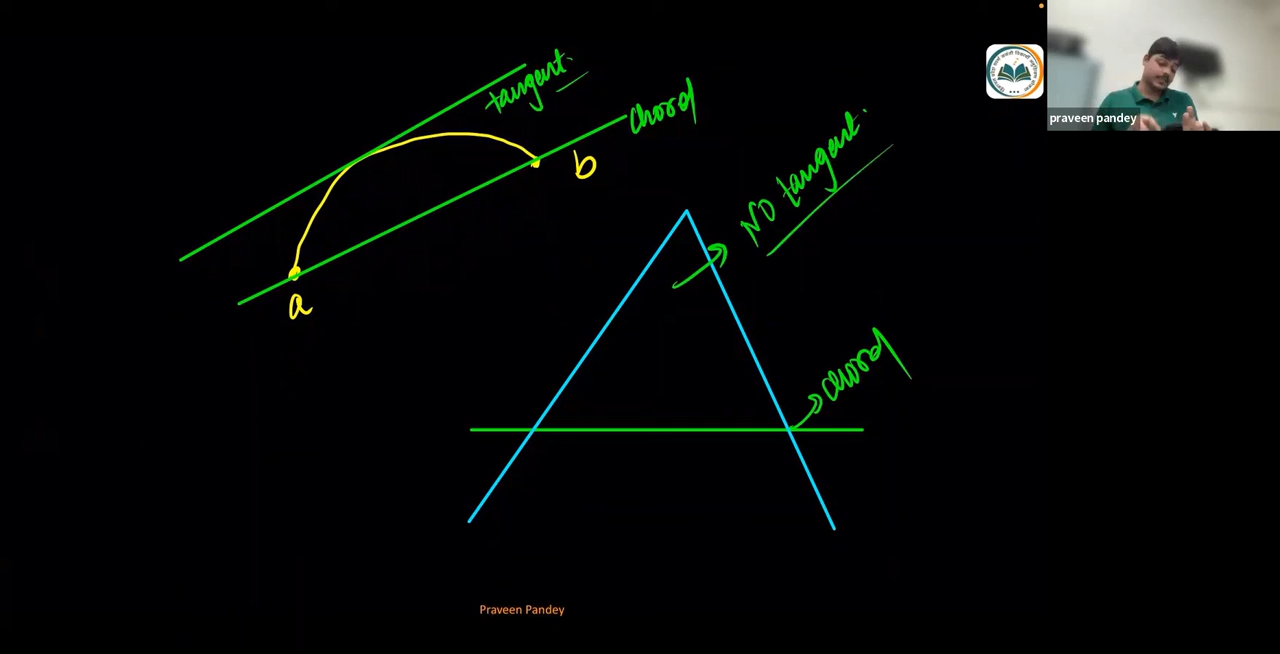 tangent.
chord
b
a
NO tangent.
chord
praveen pandey
Praveen Pandey